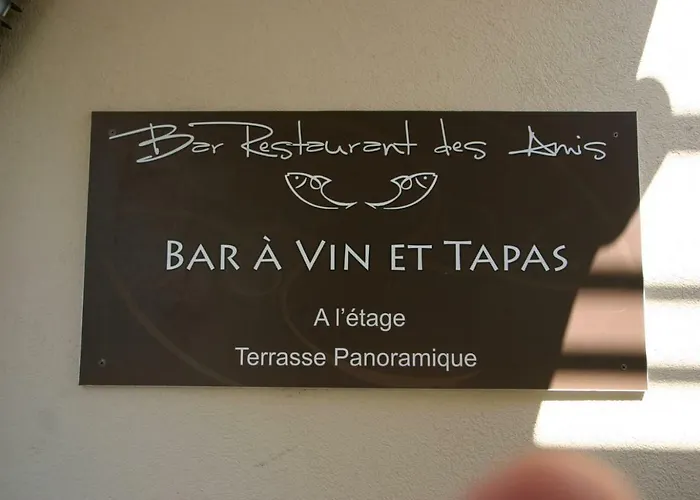 Bar Restaurant des Amis
BAR À VIN ET TAPAS
A l'étage
Terrasse Panoramique